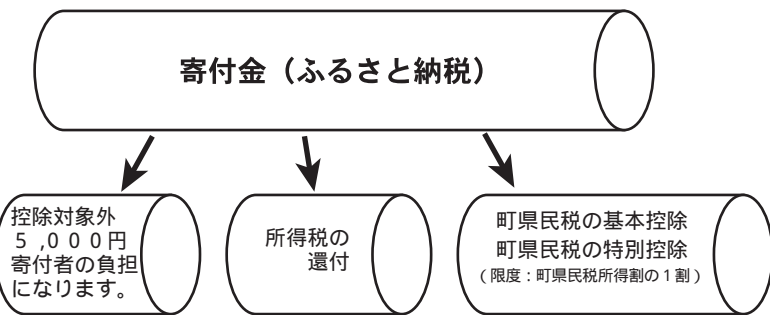 寄付金（ふるさと納税）
控除対象外
５,０００円
寄付者の負担
になります。
所得税の
還付
町県民税の基本控除
町県民税の特別控除
（限度：町県民税所得割の１割）